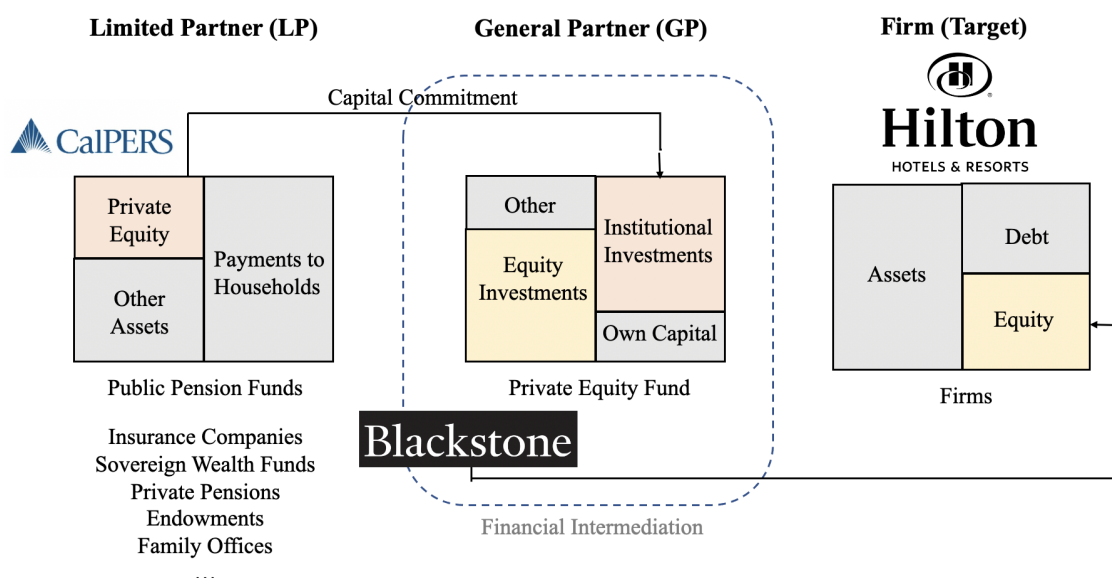 Limited Partner (LP)
General Partner (GP)
Firm (Target)
Capital Commitment
CalPERS
Hilton
HOTELS & RESORTS
Private
Equity
Other
Assets
Payments to
Households
Public Pension Funds
Insurance Companies
Sovereign Wealth Funds
Private Pensions
Endowments
Family Offices
...
Other
Equity
Investments
Institutional
Investments
Own Capital
Private Equity Fund
Blackstone
Financial Intermediation
Assets
Debt
Equity
Firms